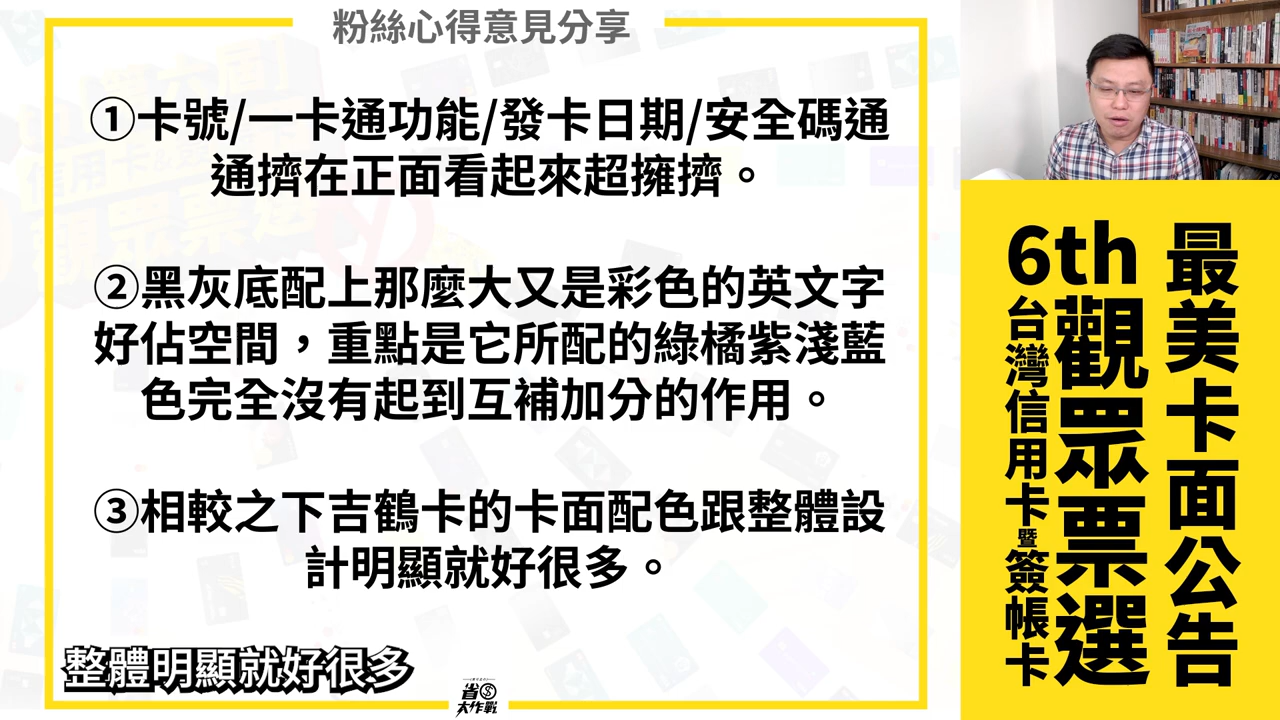 粉絲心得意見分享
①卡號/一卡通功能/發卡日期/安全碼通
通擠在正面看起來超擁擠。
②黑灰底配上那麼大又是彩色的英文字
好佔空間，重點是它所配的綠橘紫淺藍
色完全沒有起到互補加分的作用。
③相較之下吉鶴卡的卡面配色跟整體設
計明顯就好很多。
整體明顯就好很多
省
大作戰
最美卡面公告
6th
觀眾票選
台灣信用卡暨簽帳卡